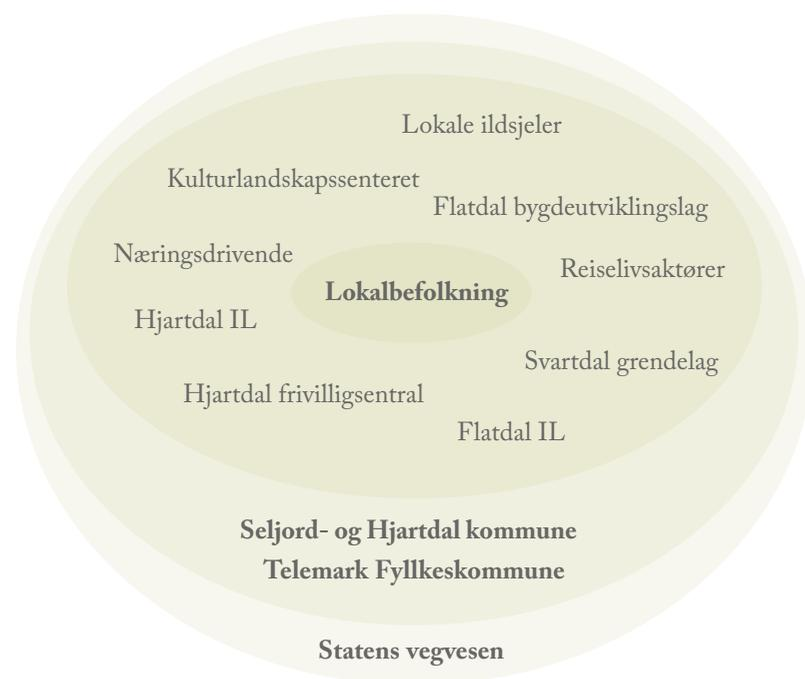 Lokale ildsjeler
Kulturlandskapssenteret
Flatdal bygdeutviklingslag
Næringsdrivende
Reiselivsaktører
Lokalbefolkning
Hjartdal IL
Svartdal grendelag
Hjartdal frivilligsentral
Flatdal IL
Seljord- og Hjartdal kommune
Telemark Fyllkeskommune
Statens vegvesen